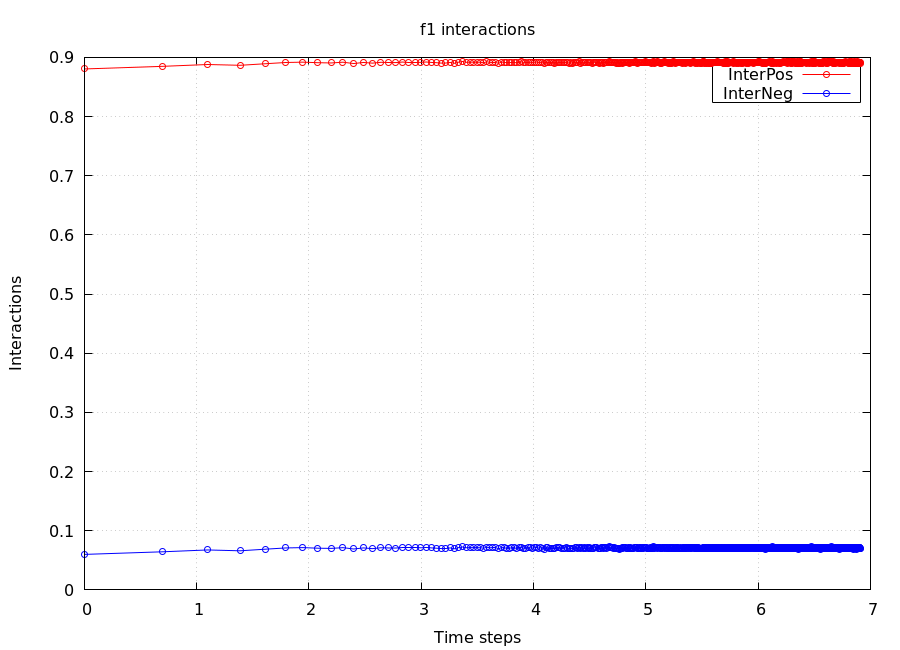 f1 interactions
0.9
0.8
0.7
0.6
0.5
0.4
0.3
0.2
0.1
0
Interactions
InterPos
InterNeg
0 1 2 3 4 5 6 7
Time steps